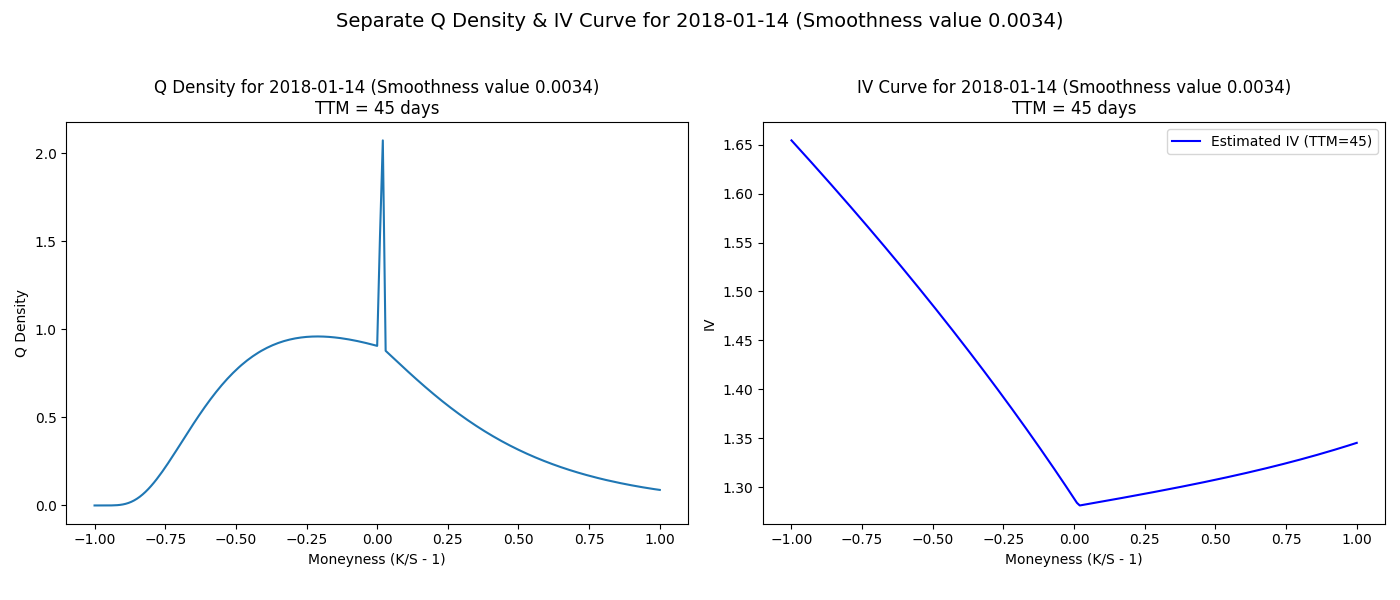 Separate Q Density & IV Curve for 2018-01-14 (Smoothness value 0.0034)
Q Density for 2018-01-14 (Smoothness value 0.0034)
TTM = 45 days
2.0
1.5
1.0
0.5
0.0
Q Density
−1.00 −0.75 −0.50 −0.25 0.00 0.25 0.50 0.75 1.00
Moneyness (K/S - 1)
IV Curve for 2018-01-14 (Smoothness value 0.0034)
TTM = 45 days
Estimated IV (TTM=45)
1.65
1.60
1.55
1.50
1.45
1.40
1.35
1.30
IV
−1.00 −0.75 −0.50 −0.25 0.00 0.25 0.50 0.75 1.00
Moneyness (K/S - 1)